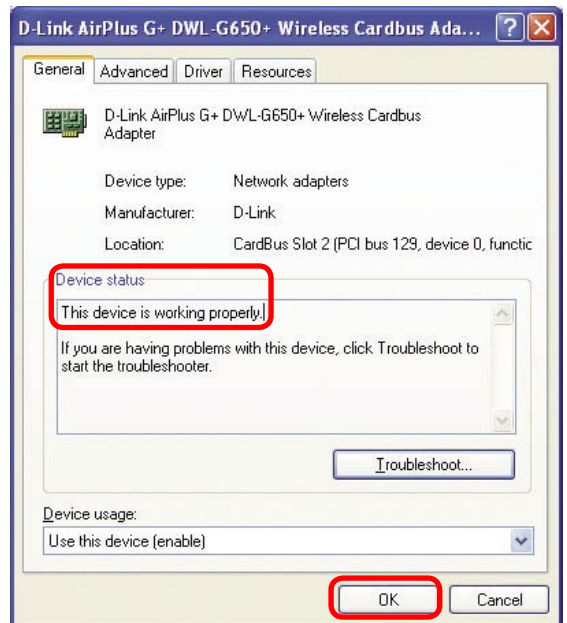 D-Link AirPlus G+ DWL-G650+ Wireless Cardbus Ada...
General Advanced Driver Resources
D-Link AirPlus G+ DWL-G650+ Wireless Cardbus
Adapter
Device type: Network adapters
Manufacturer: D-Link
Location: CardBus Slot 2 (PCI bus 129, device 0, functic
Device status
This device is working properly.
If you are having problems with this device, click Troubleshoot to
start the troubleshooter.
Troubleshoot...
Device usage:
Use this device (enable)
OK Cancel